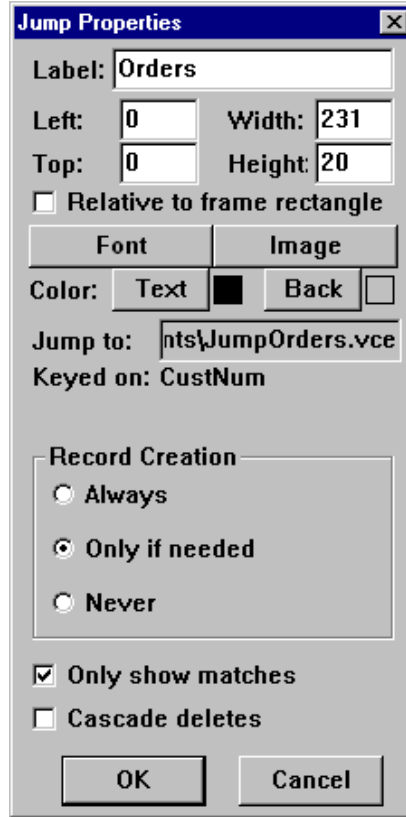 Jump Properties
Label: Orders
Left: 0 Width: 231
Top: 0 Height: 20
Relative to frame rectangle
Font Image
Color: Text Back
Jump to: nts\JumpOrders.vce
Keyed on: CustNum
Record Creation
Always
Only if needed
Never
Only show matches
Cascade deletes
OK Cancel